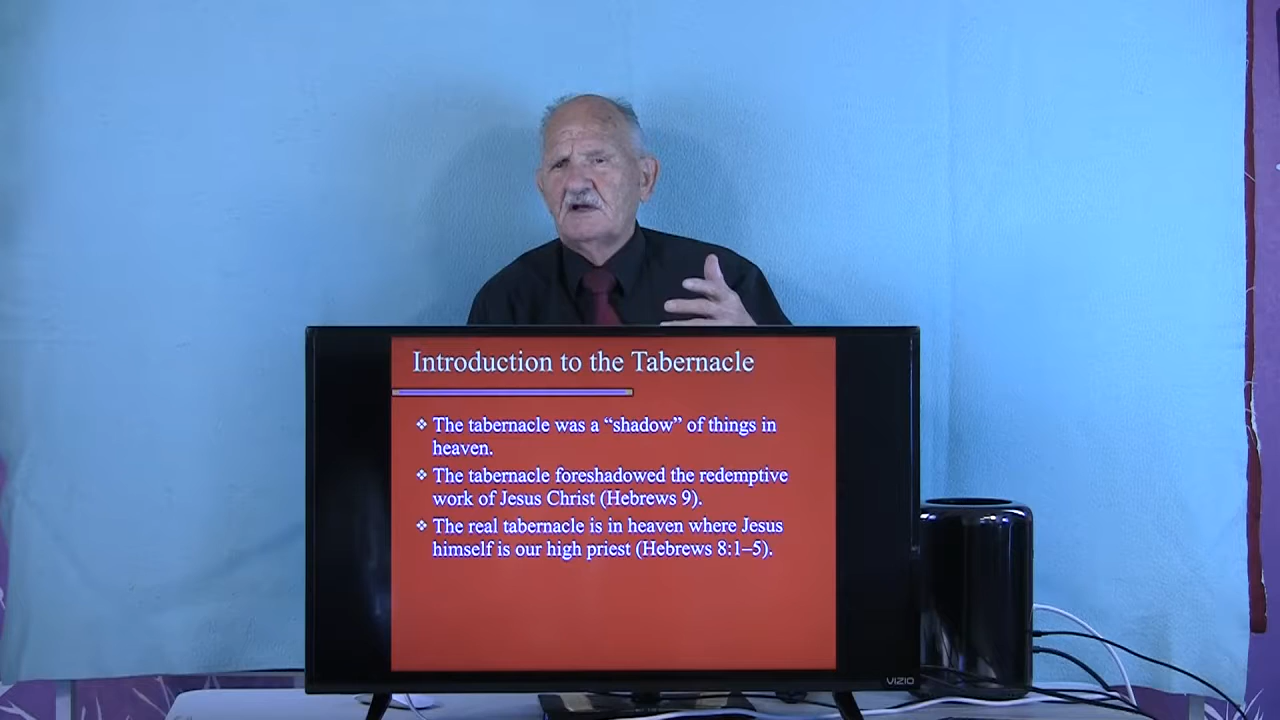 Introduction to the Tabernacle
❖ The tabernacle was a “shadow” of things in
heaven.
❖ The tabernacle foreshadowed the redemptive
work of Jesus Christ (Hebrews 9).
❖ The real tabernacle is in heaven where Jesus
himself is our high priest (Hebrews 8:1–5).
VIZIO